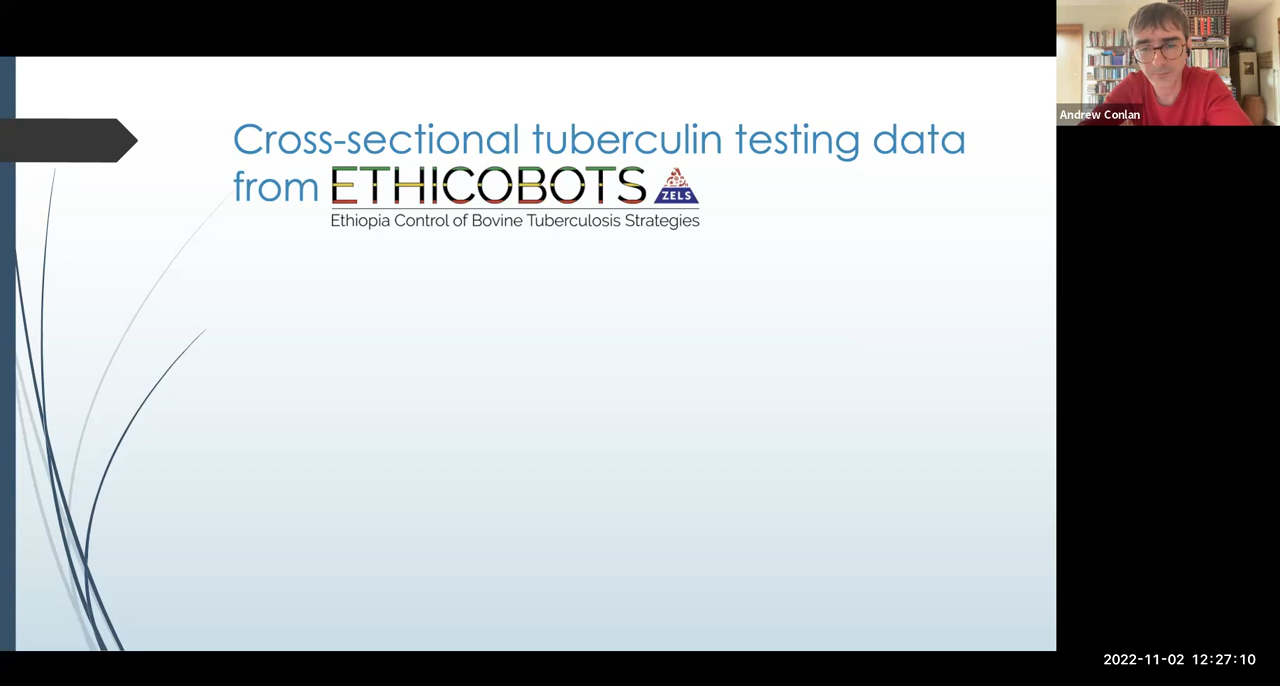 Cross-sectional tuberculin testing data
from ETHICOBOTS ZELS
Ethiopia Control of Bovine Tuberculosis Strategies
Andrew Conlan
2022-11-02 12:27:10